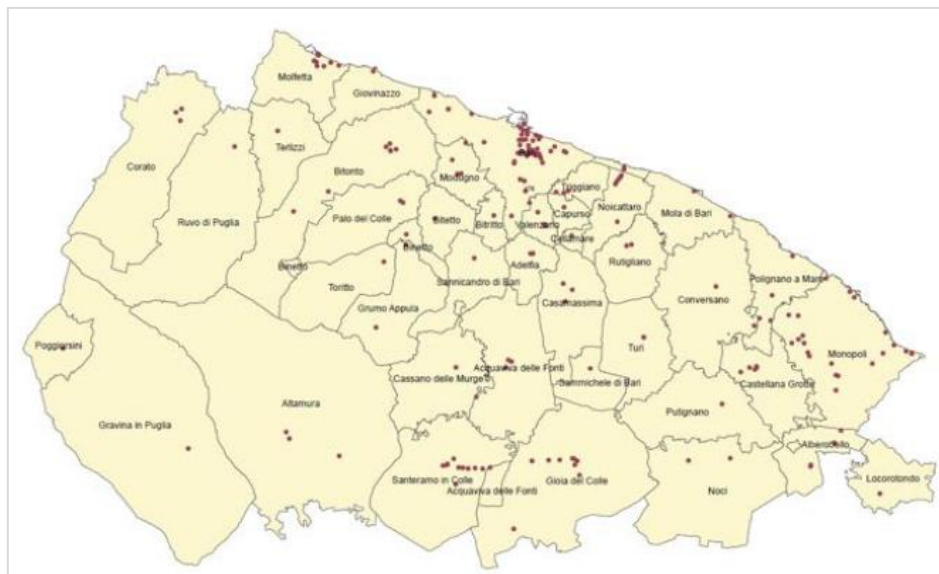 Molfetta
Giovinazzo
Terlizzi
Corato
Bitonto
Modugno
Ruvo di Puglia
Triggiano
Noicattaro
Palo del Colle
Bitetto
Bitritto
Valenzano
Capurso
Mola di Bari
Cellamare
Binetto
Rutigliano
Adelfia
Binetto
Toritto
Sannicandro di Bari
Polignano a Mare
Casamassima
Conversano
Grumo Appula
Poggiorsini
Turi
Monopoli
Acquaviva delle Fonti
Cassano delle Murge
Sammichele di Bari
Castellana Grotte
Altamura
Putignano
Gravina in Puglia
Alberobello
Santeramo in Colle
Gioia del Colle
Locorotondo
Acquaviva delle Fonti
Noci